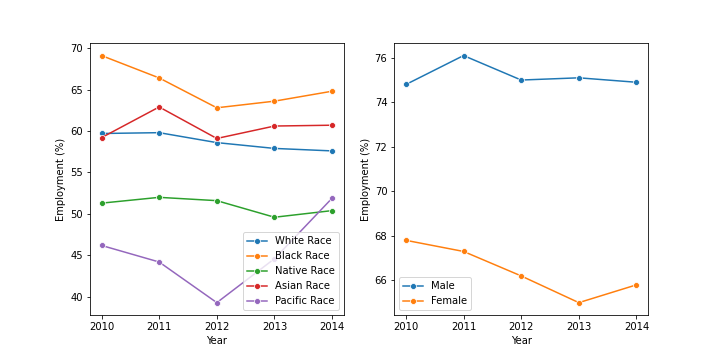 70
65
60
55
50
45
40
Employment (%)
2010 2011 2012 2013 2014
Year
White Race
Black Race
Native Race
Asian Race
Pacific Race
76
74
72
70
68
66
Employment (%)
2010 2011 2012 2013 2014
Year
Male
Female